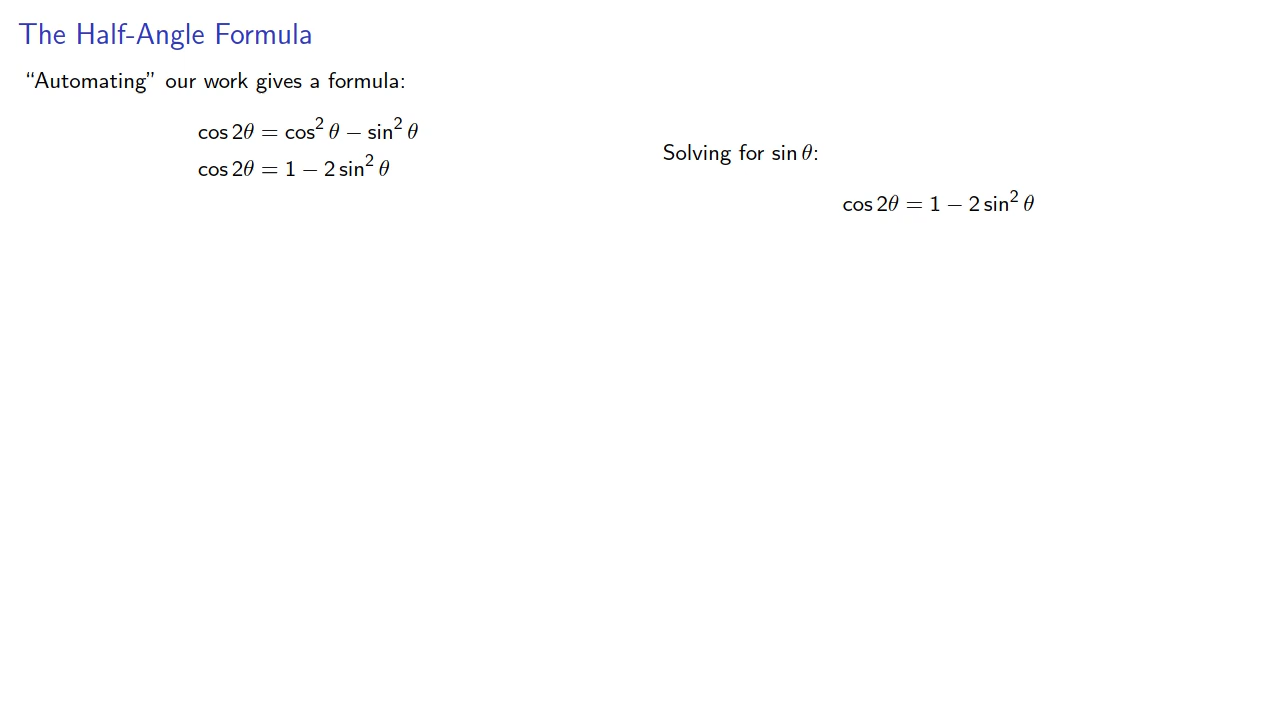 The Half-Angle Formula
“Automating” our work gives a formula:
cos 2θ = cos² θ − sin² θ
cos 2θ = 1 − 2 sin² θ
Solving for sin θ:
cos 2θ = 1 − 2 sin² θ